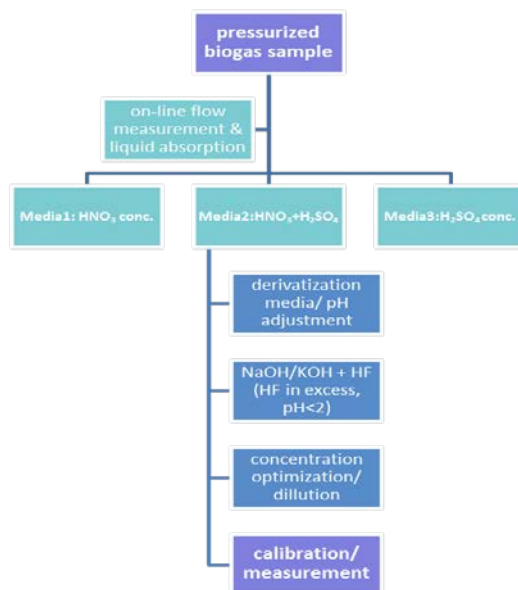 pressurized
biogas sample
on-line flow
measurement &
liquid absorption
Media1: HNO₃ conc.
Media2:HNO₃+H₂SO₄
Media3:H₂SO₄ conc.
derivatization
media/ pH
adjustment
NaOH/KOH + HF
(HF in excess,
pH<2)
concentration
optimization/
dillution
calibration/
measurement